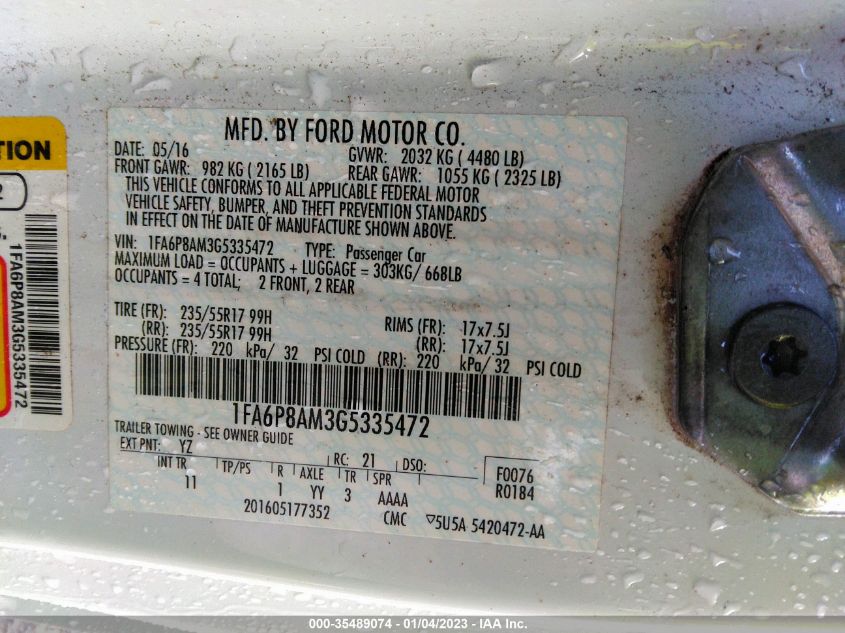 MFD. BY FORD MOTOR CO.
DATE: 05/16 GVWR: 2032 KG ( 4480 LB)
FRONT GAWR: 982 KG ( 2165 LB) REAR GAWR: 1055 KG ( 2325 LB)
THIS VEHICLE CONFORMS TO ALL APPLICABLE FEDERAL MOTOR
VEHICLE SAFETY, BUMPER, AND THEFT PREVENTION STANDARDS
IN EFFECT ON THE DATE OF MANUFACTURE SHOWN ABOVE.
VIN: 1FA6P8AM3G5335472 TYPE: Passenger Car
MAXIMUM LOAD = OCCUPANTS + LUGGAGE = 303KG/ 668LB
OCCUPANTS = 4 TOTAL; 2 FRONT, 2 REAR
TIRE (FR): 235/55R17 99H RIMS (FR): 17x7.5J
(RR): 235/55R17 99H (RR): 17x7.5J
PRESSURE (FR): 220 kPa/ 32 PSI COLD (RR): 220 kPa/ 32 PSI COLD
1FA6P8AM3G5335472
TRAILER TOWING - SEE OWNER GUIDE
EXT PNT: YZ RC: 21 DSO: F0076
INT TR TP/PS R AXLE TR SPR R0184
11 1 YY 3 AAAA
201605177352 CMC ▽5U5A 5420472-AA
TION
2
1FA6P8AM3G5335472
000-35489074 - 01/04/2023 - IAA Inc.